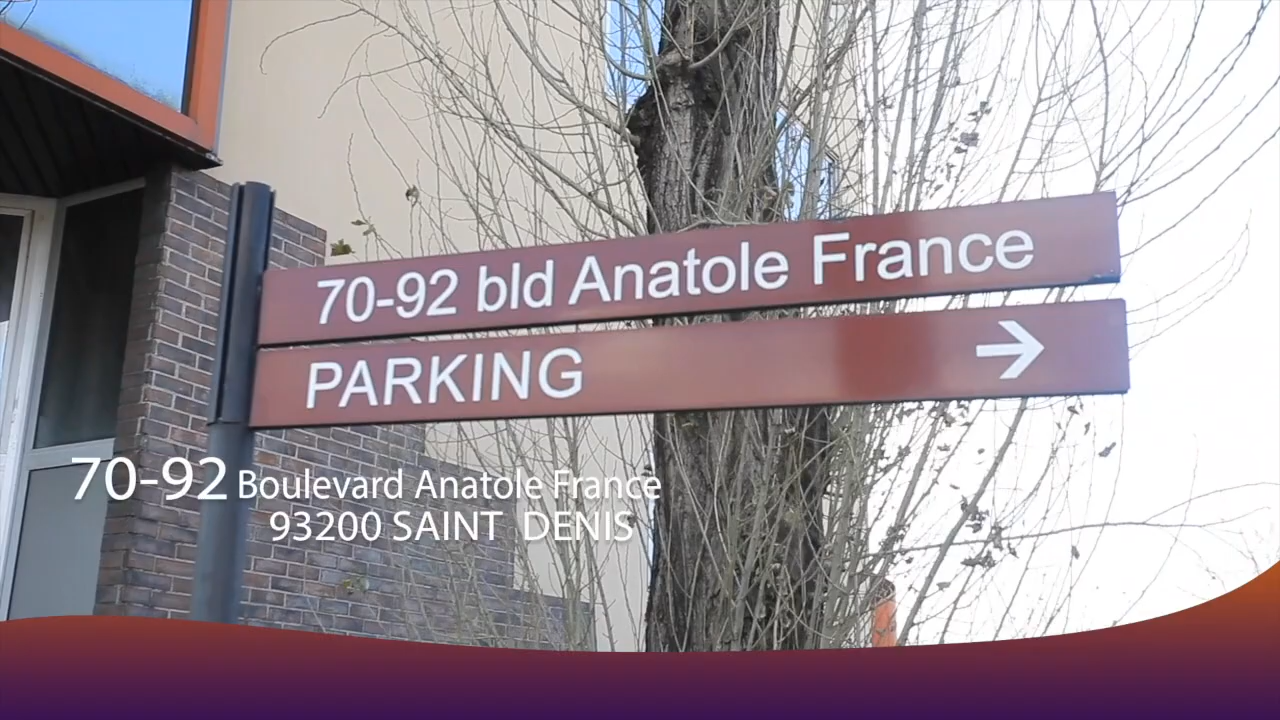 70-92 bld Anatole France
PARKING
70-92 Boulevard Anatole France
93200 SAINT DENIS